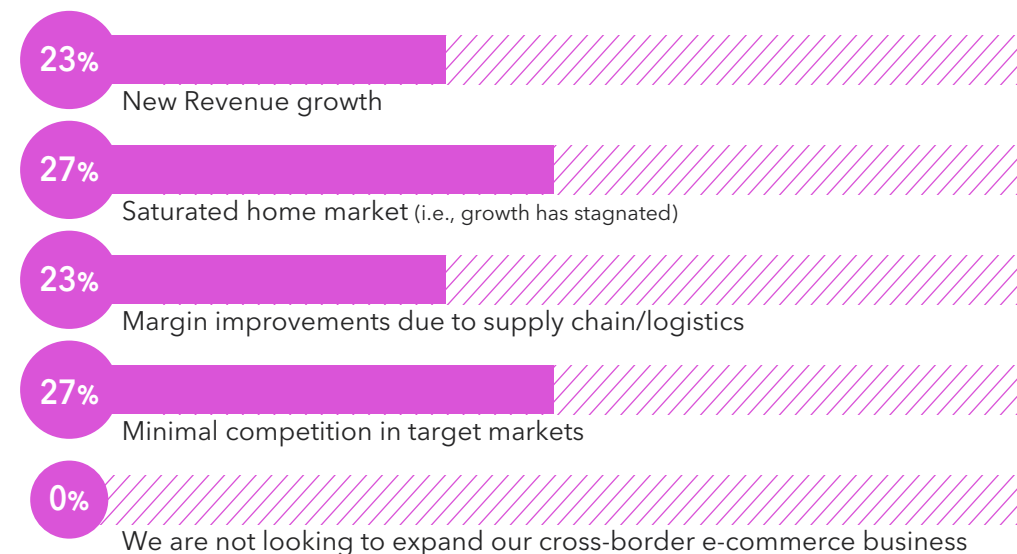 23%
New Revenue growth
27%
Saturated home market (i.e., growth has stagnated)
23%
Margin improvements due to supply chain/logistics
27%
Minimal competition in target markets
0%
We are not looking to expand our cross-border e-commerce business